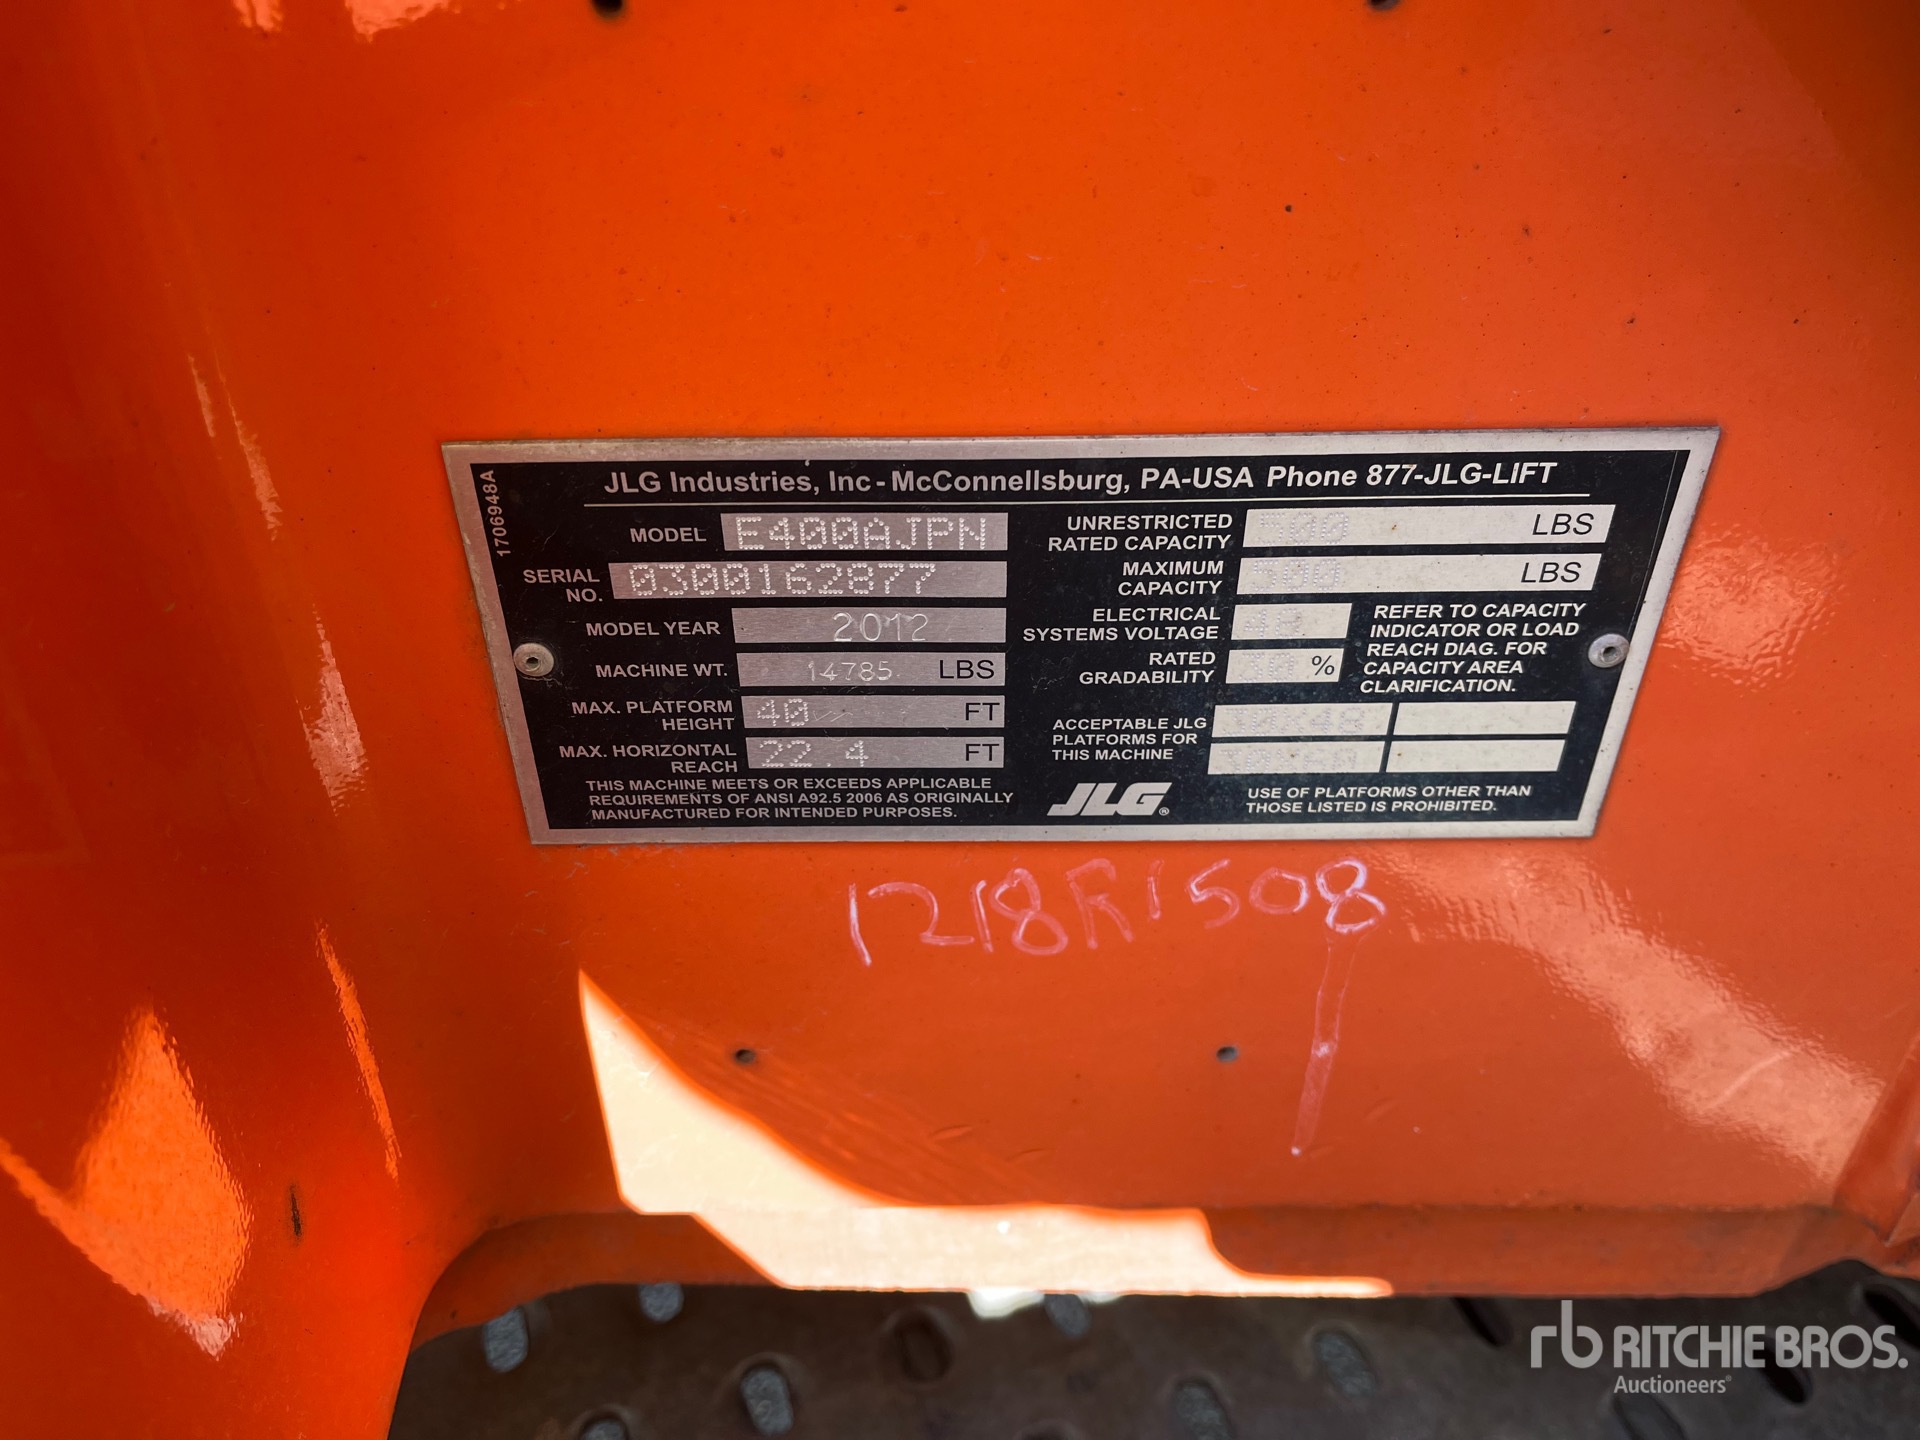 JLG Industries, Inc - McConnellsburg, PA-USA Phone 877-JLG-LIFT
1706948A
MODEL E400AJPN
SERIAL NO. 0300162877
MODEL YEAR 2012
MACHINE WT. 14785 LBS
MAX. PLATFORM HEIGHT 40 FT
MAX. HORIZONTAL REACH 22.4 FT
THIS MACHINE MEETS OR EXCEEDS APPLICABLE
REQUIREMENTS OF ANSI A92.5 2006 AS ORIGINALLY
MANUFACTURED FOR INTENDED PURPOSES.
UNRESTRICTED RATED CAPACITY 500 LBS
MAXIMUM CAPACITY 500 LBS
ELECTRICAL SYSTEMS VOLTAGE 48
RATED GRADABILITY 30 %
REFER TO CAPACITY
INDICATOR OR LOAD
REACH DIAG. FOR
CAPACITY AREA
CLARIFICATION.
ACCEPTABLE JLG
PLATFORMS FOR
THIS MACHINE
JLG®
USE OF PLATFORMS OTHER THAN
THOSE LISTED IS PROHIBITED.
1218R1508
rb RITCHIE BROS.
Auctioneers®